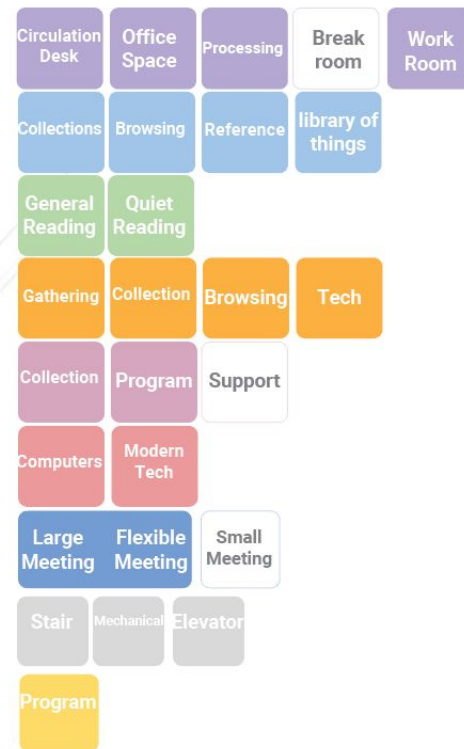 Circulation Desk
Office Space
Processing
Break room
Work Room
Collections
Browsing
Reference
library of things
General Reading
Quiet Reading
Gathering
Collection
Browsing
Tech
Collection
Program
Support
Computers
Modern Tech
Large Meeting
Flexible Meeting
Small Meeting
Stair
Mechanical
Elevator
Program